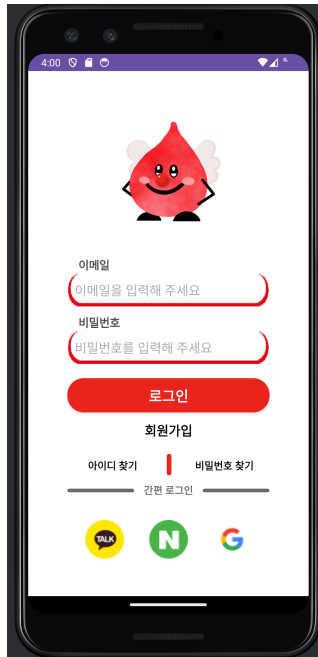 4:00
이메일
이메일을 입력해 주세요
비밀번호
비밀번호를 입력해 주세요
로그인
회원가입
아이디 찾기 비밀번호 찾기
간편 로그인
TALK N G